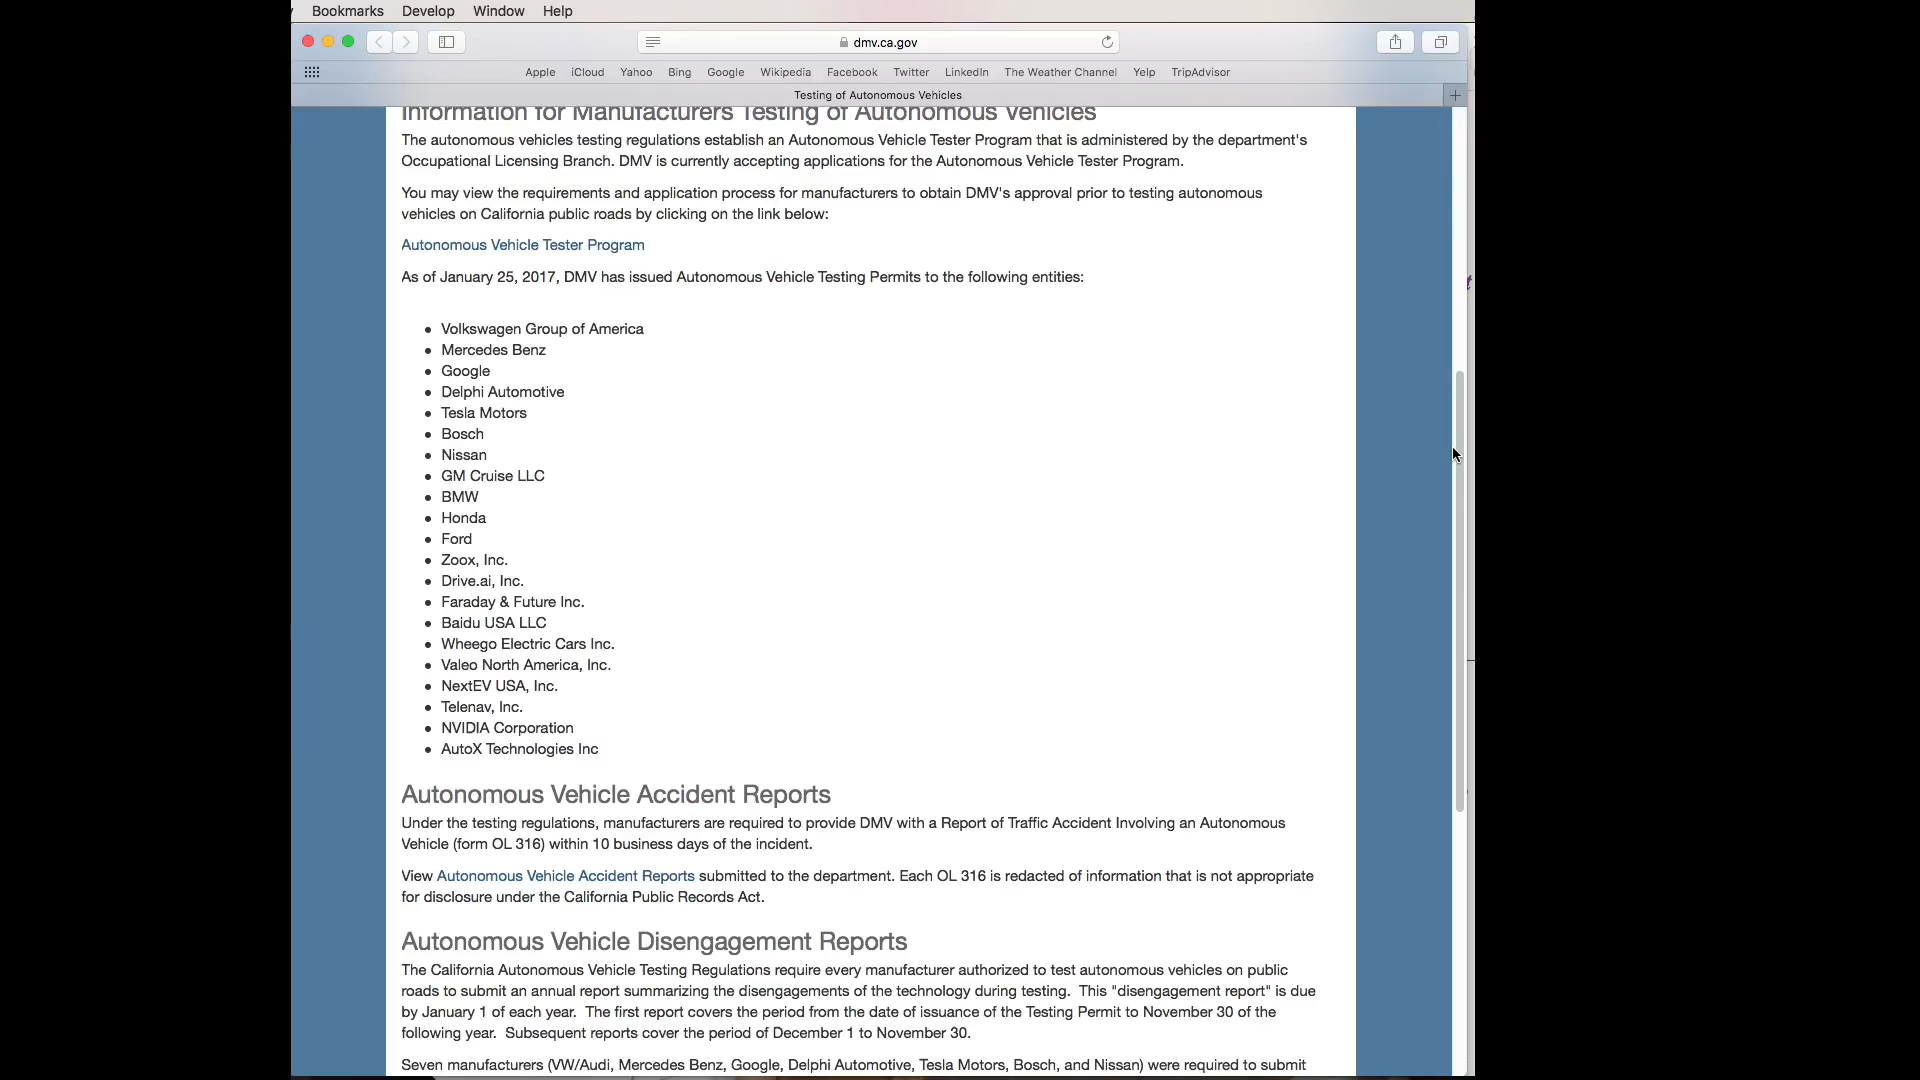 Bookmarks Develop Window Help
dmv.ca.gov
Apple iCloud Yahoo Bing Google Wikipedia Facebook Twitter LinkedIn The Weather Channel Yelp TripAdvisor
Testing of Autonomous Vehicles
Information for Manufacturers Testing of Autonomous Vehicles
The autonomous vehicles testing regulations establish an Autonomous Vehicle Tester Program that is administered by the department's
Occupational Licensing Branch. DMV is currently accepting applications for the Autonomous Vehicle Tester Program.
You may view the requirements and application process for manufacturers to obtain DMV's approval prior to testing autonomous
vehicles on California public roads by clicking on the link below:
Autonomous Vehicle Tester Program
As of January 25, 2017, DMV has issued Autonomous Vehicle Testing Permits to the following entities:
• Volkswagen Group of America
• Mercedes Benz
• Google
• Delphi Automotive
• Tesla Motors
• Bosch
• Nissan
• GM Cruise LLC
• BMW
• Honda
• Ford
• Zoox, Inc.
• Drive.ai, Inc.
• Faraday & Future Inc.
• Baidu USA LLC
• Wheego Electric Cars Inc.
• Valeo North America, Inc.
• NextEV USA, Inc.
• Telenav, Inc.
• NVIDIA Corporation
• AutoX Technologies Inc
Autonomous Vehicle Accident Reports
Under the testing regulations, manufacturers are required to provide DMV with a Report of Traffic Accident Involving an Autonomous
Vehicle (form OL 316) within 10 business days of the incident.
View Autonomous Vehicle Accident Reports submitted to the department. Each OL 316 is redacted of information that is not appropriate
for disclosure under the California Public Records Act.
Autonomous Vehicle Disengagement Reports
The California Autonomous Vehicle Testing Regulations require every manufacturer authorized to test autonomous vehicles on public
roads to submit an annual report summarizing the disengagements of the technology during testing. This "disengagement report" is due
by January 1 of each year. The first report covers the period from the date of issuance of the Testing Permit to November 30 of the
following year. Subsequent reports cover the period of December 1 to November 30.
Seven manufacturers (VW/Audi, Mercedes Benz, Google, Delphi Automotive, Tesla Motors, Bosch, and Nissan) were required to submit